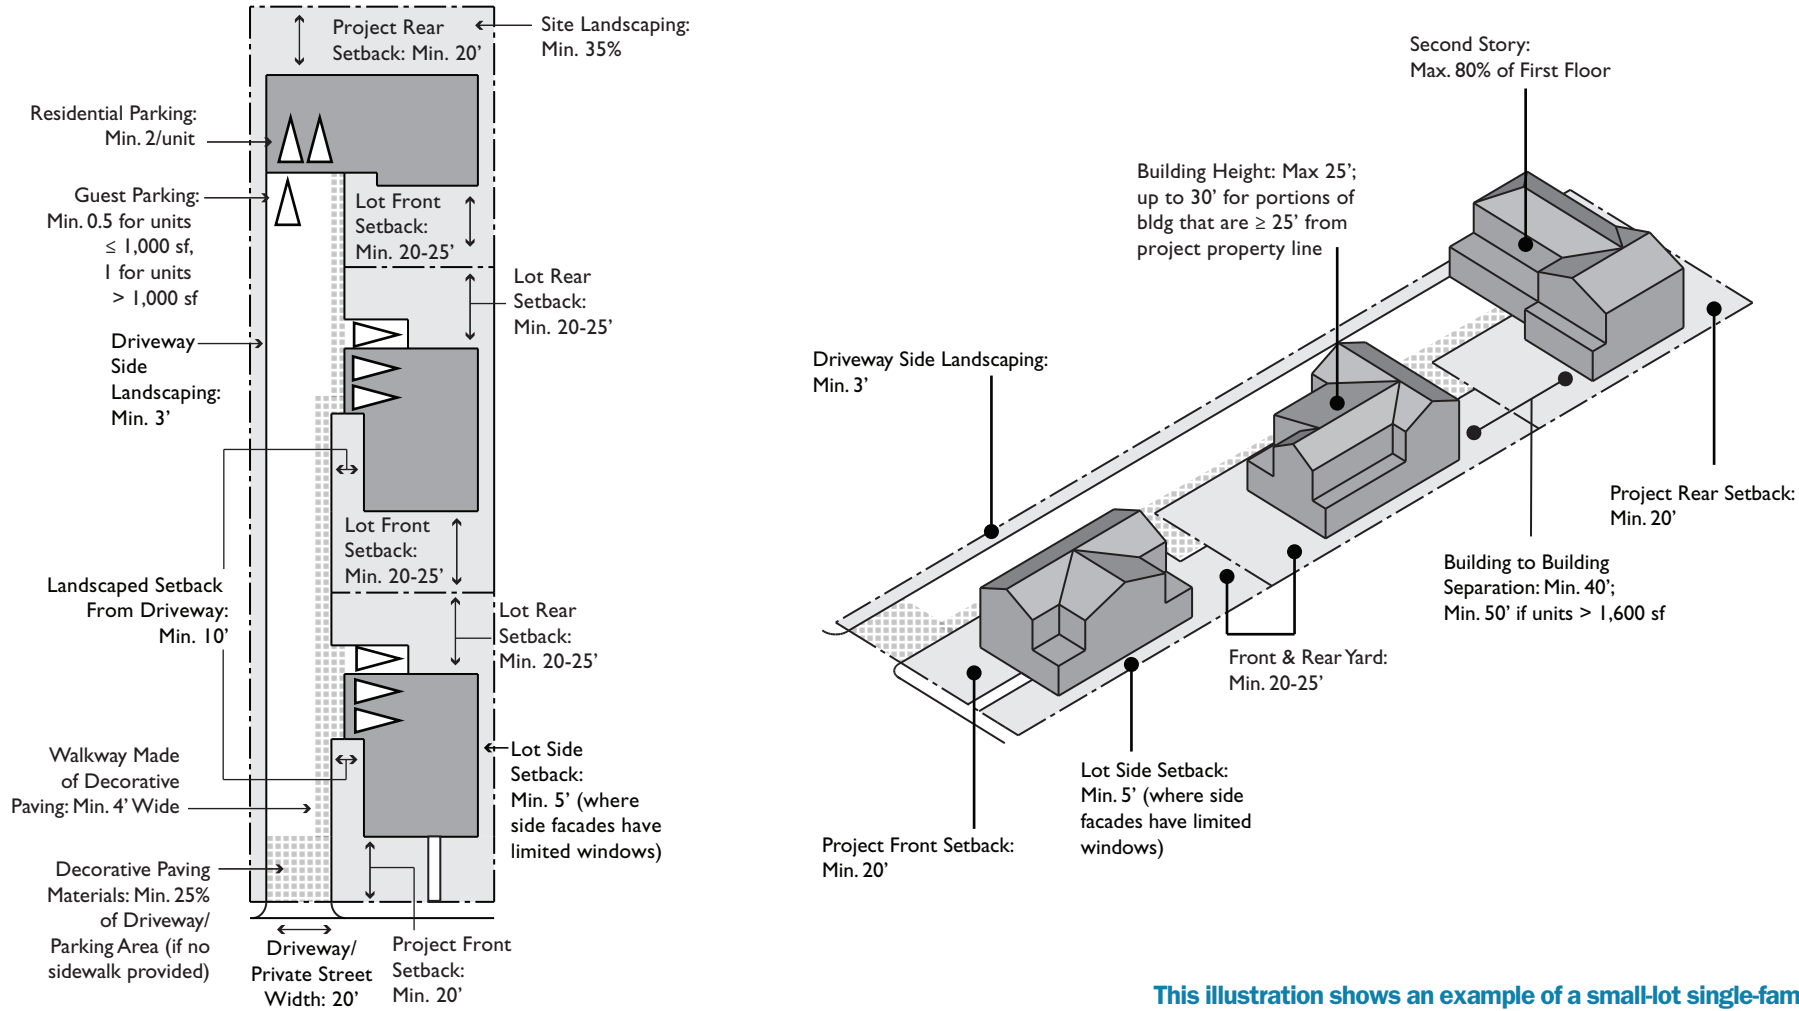 Project Rear
Setback: Min. 20’
Site Landscaping:
Min. 35%
Residential Parking:
Min. 2/unit
Guest Parking:
Min. 0.5 for units
≤ 1,000 sf,
1 for units
> 1,000 sf
Lot Front
Setback:
Min. 20-25’
Lot Rear
Setback:
Min. 20-25’
Driveway
Side
Landscaping:
Min. 3’
Lot Front
Setback:
Min. 20-25’
Landscaped Setback
From Driveway:
Min. 10’
Lot Rear
Setback:
Min. 20-25’
Walkway Made
of Decorative
Paving: Min. 4’ Wide
Lot Side
Setback:
Min. 5’ (where
side facades have
limited windows)
Decorative Paving
Materials: Min. 25%
of Driveway/
Parking Area (if no
sidewalk provided)
Driveway/
Private Street
Width: 20’
Project Front
Setback:
Min. 20’
Second Story:
Max. 80% of First Floor
Building Height: Max 25’;
up to 30’ for portions of
bldg that are ≥ 25’ from
project property line
Driveway Side Landscaping:
Min. 3’
Project Rear Setback:
Min. 20’
Building to Building
Separation: Min. 40’;
Min. 50’ if units > 1,600 sf
Front & Rear Yard:
Min. 20-25’
Lot Side Setback:
Min. 5’ (where side
facades have limited
windows)
Project Front Setback:
Min. 20’
This illustration shows an example of a small-lot single-fam